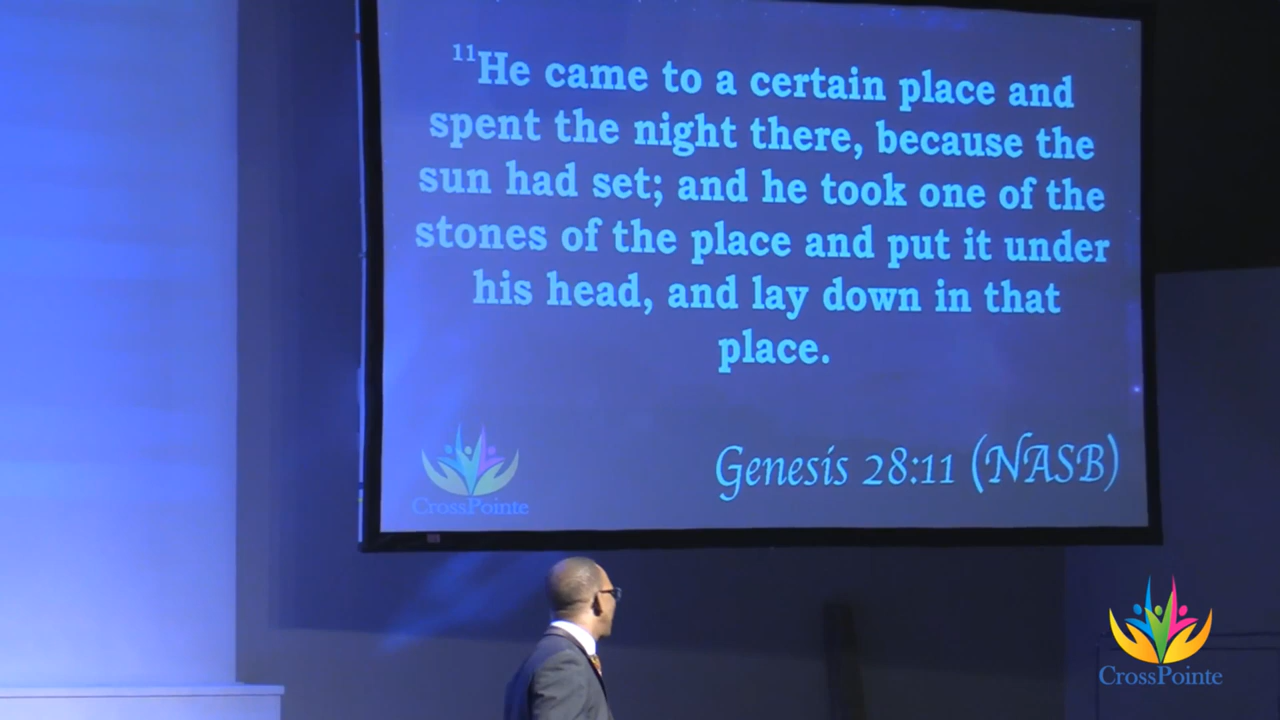 11He came to a certain place and
spent the night there, because the
sun had set; and he took one of the
stones of the place and put it under
his head, and lay down in that
place.
Genesis 28:11 (NASB)
CrossPointe
CrossPointe